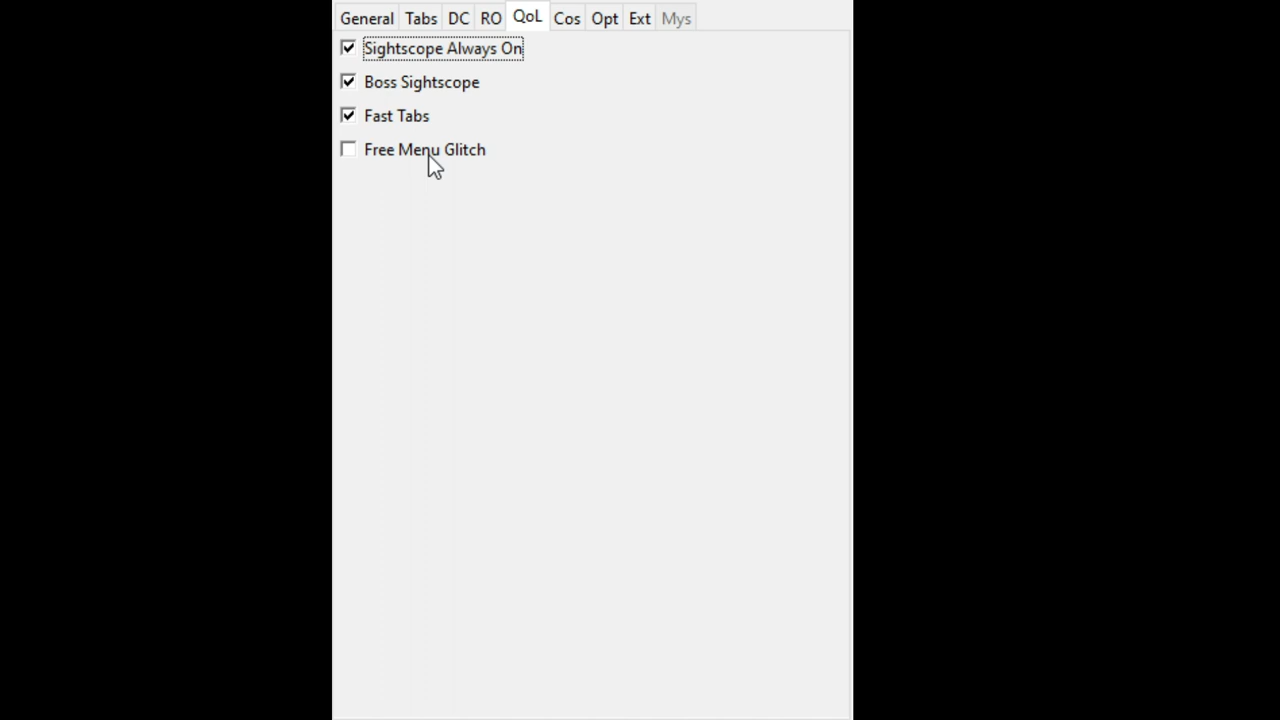 General Tabs DC RO QoL Cos Opt Ext Mys
Sightscope Always On
Boss Sightscope
Fast Tabs
Free Menu Glitch